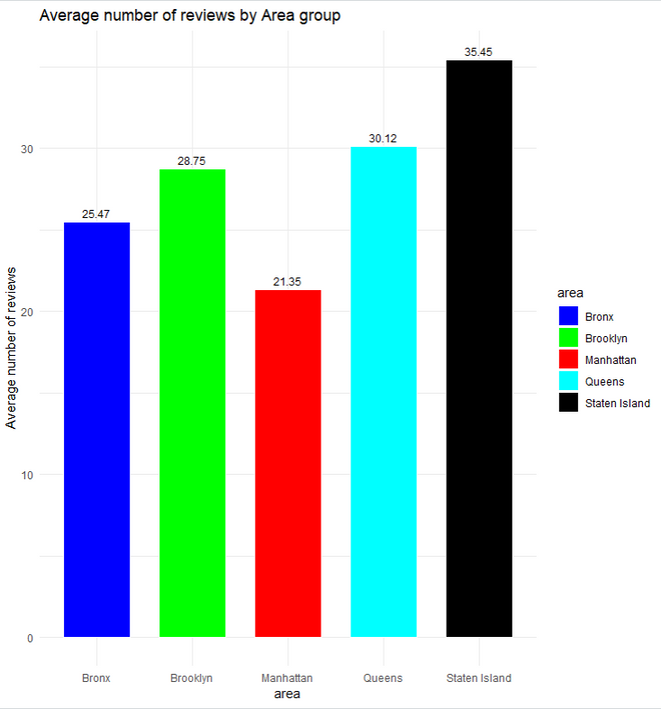 Average number of reviews by Area group
35.45
30.12
28.75
25.47
21.35
30
20
10
0
Average number of reviews
Bronx
Brooklyn
Manhattan
Queens
Staten Island
area
area
Bronx
Brooklyn
Manhattan
Queens
Staten Island